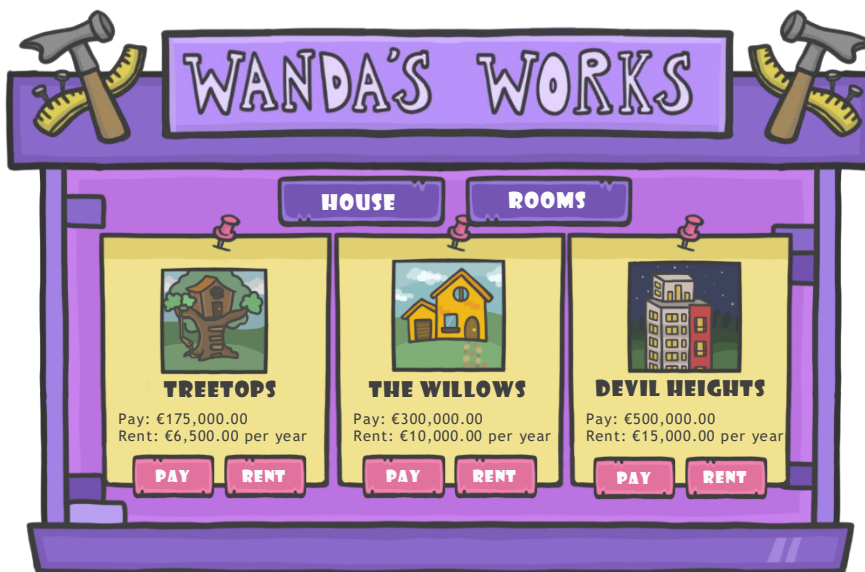 WANDA'S WORKS
HOUSE
ROOMS
TREETOPS
Pay: €175,000.00
Rent: €6,500.00 per year
PAY
RENT
THE WILLOWS
Pay: €300,000.00
Rent: €10,000.00 per year
PAY
RENT
DEVIL HEIGHTS
Pay: €500,000.00
Rent: €15,000.00 per year
PAY
RENT